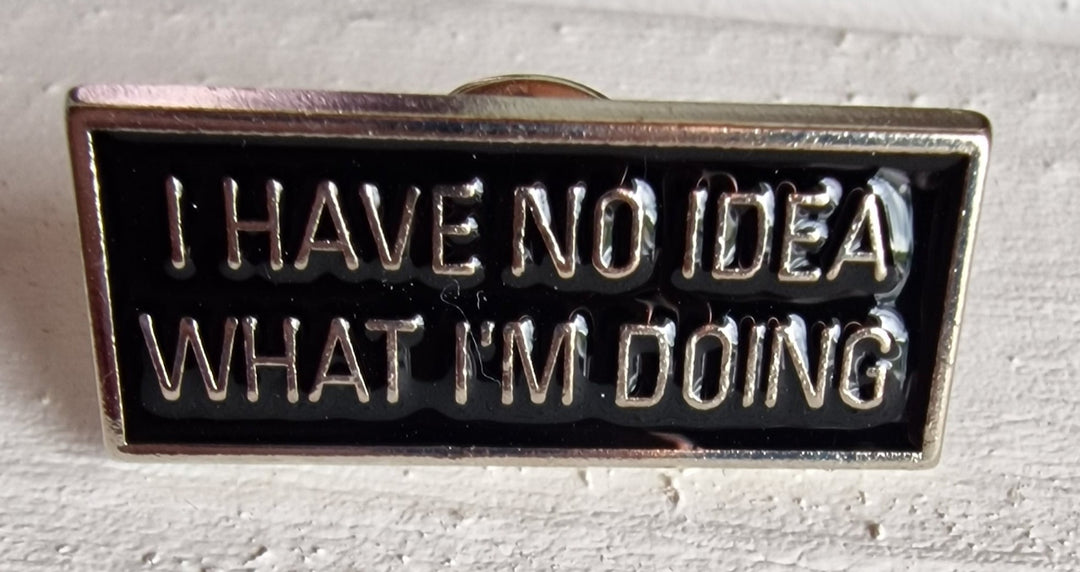 I HAVE NO IDEA
WHAT I'M DOING